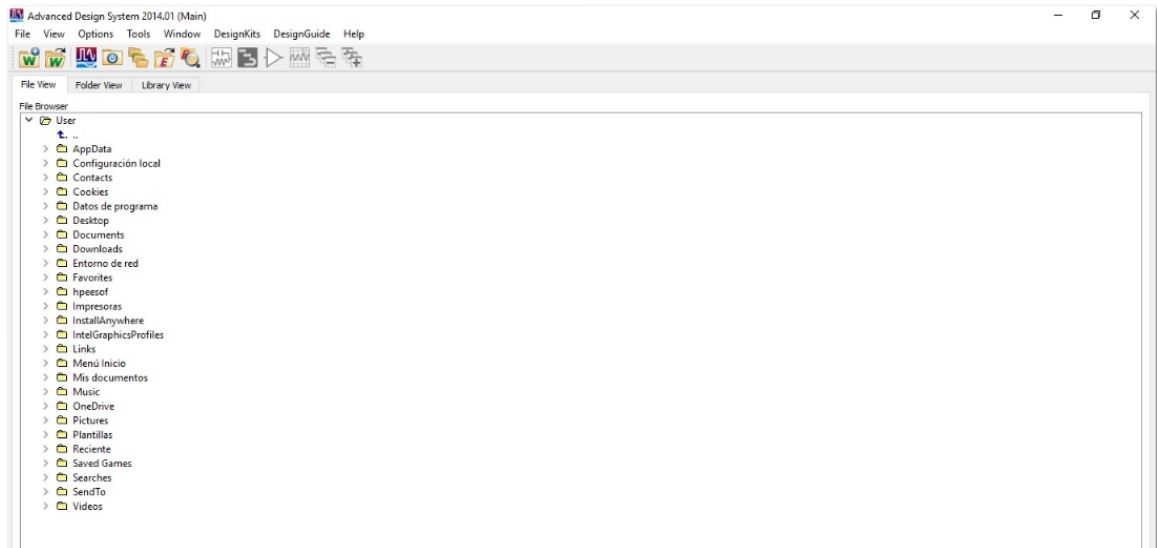 Advanced Design System 2014.01 (Main)
File View Options Tools Window DesignKits DesignGuide Help
File View Folder View Library View
File Browser
User
..
AppData
Configuración local
Contacts
Cookies
Datos de programa
Desktop
Documents
Downloads
Entorno de red
Favorites
hpeesof
Impresoras
InstallAnywhere
IntelGraphicsProfiles
Links
Menú Inicio
Mis documentos
Music
OneDrive
Pictures
Plantillas
Reciente
Saved Games
Searches
SendTo
Videos